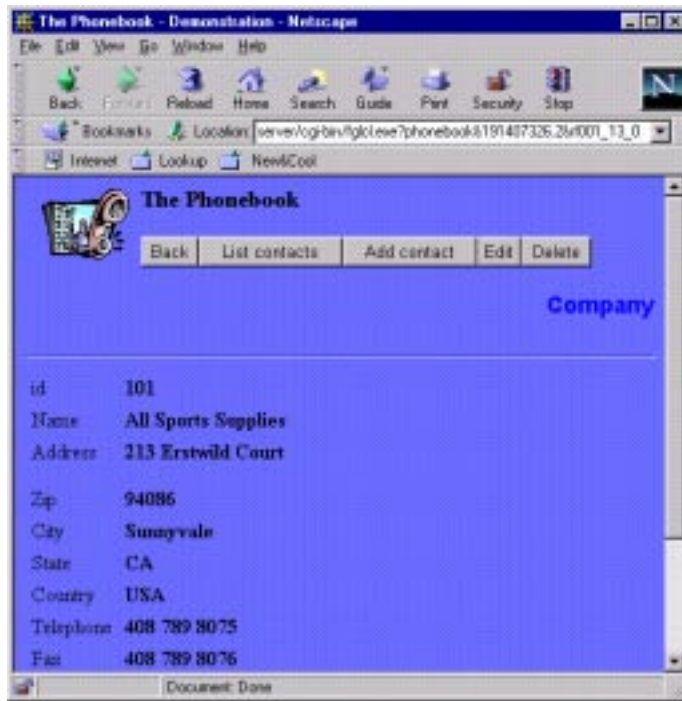 The Phonebook - Demonstration - Netscape
File Edit View Go Window Help
Back Forward Reload Home Search Guide Print Security Stop
N
Bookmarks Location:
Internet Lookup New&Cool
The Phonebook
Back List contacts Add contact Edit Delete
Company
id 101
Name All Sports Supplies
Address 213 Erstwild Court
Zip 94086
City Sunnyvale
State CA
Country USA
Telephone 408 789 8075
Fax 408 789 8076
Document: Done